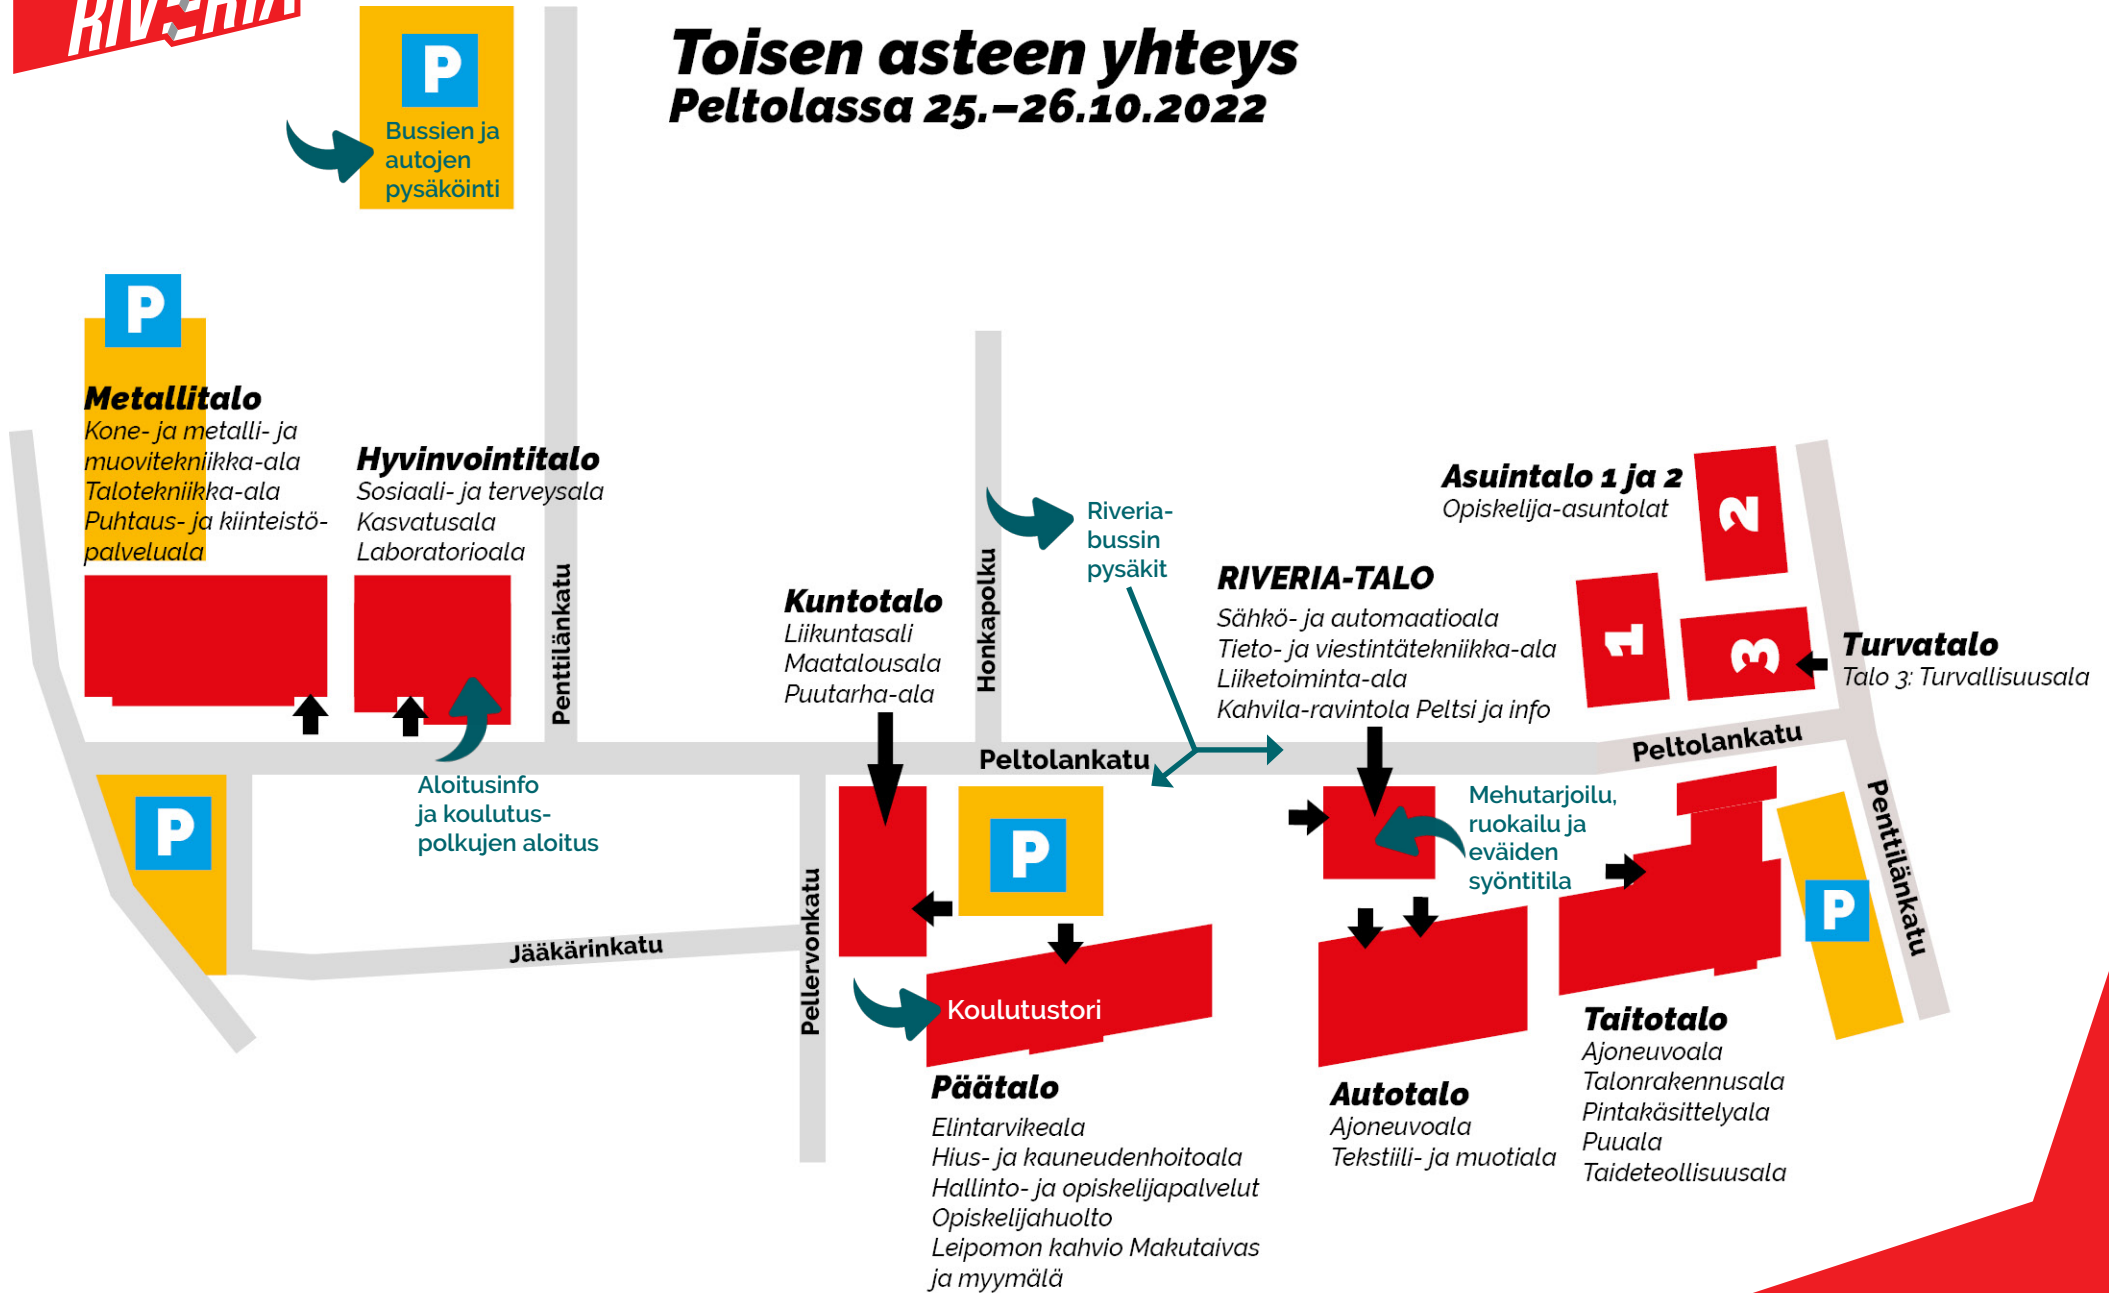 RIVERIA
Toisen asteen yhteys
Peltolassa 25.–26.10.2022
P
Bussien ja
autojen
pysäköinti
P
Metallitalo
Kone- ja metalli- ja
muovitekniikka-ala
Talotekniikka-ala
Puhtaus- ja kiinteistö-
palveluala
Hyvinvointitalo
Sosiaali- ja terveysala
Kasvatusala
Laboratorioala
Penttilänkatu
Kuntotalo
Liikuntasali
Maatalousala
Puutarha-ala
Honkapolku
Riveria-
bussin
pysäkit
RIVERIA-TALO
Sähkö- ja automaatioala
Tieto- ja viestintätekniikka-ala
Liiketoiminta-ala
Kahvila-ravintola Peltsi ja info
Asuintalo 1 ja 2
Opiskelija-asuntolat
2
1
3
Turvatalo
Talo 3: Turvallisuusala
Peltolankatu
Peltolankatu
Penttilänkatu
Aloitusinfo
ja koulutus-
polkujen aloitus
P
Jääkärinkatu
Pellervonkatu
P
Mehutarjoilu,
ruokailu ja
eväiden
syöntitila
P
Koulutustori
Päätalo
Elintarvikeala
Hius- ja kauneudenhoitoala
Hallinto- ja opiskelijapalvelut
Opiskelijahuolto
Leipomon kahvio Makutaivas
ja myymälä
Autotalo
Ajoneuvoala
Tekstiili- ja muotiala
Taitotalo
Ajoneuvoala
Talonrakennusala
Pintakäsittelyala
Puuala
Taideteollisuusala